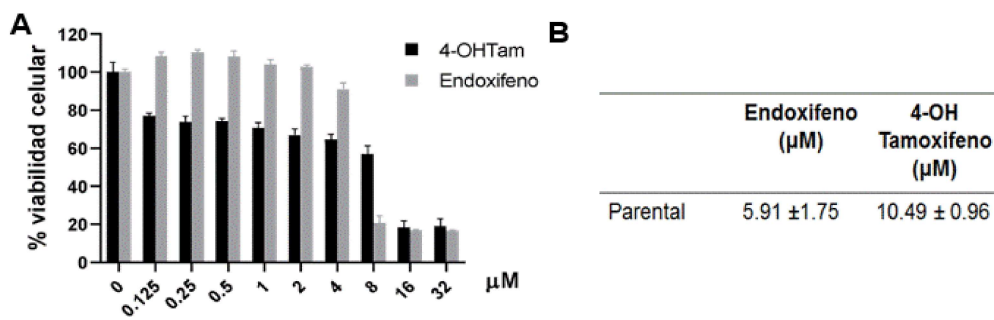 A
120
100
80
60
40
20
0
% viabilidad celular
4-OHTam
Endoxifeno
0 0.125 0.25 0.5 1 2 4 8 16 32
µM
B
Endoxifeno (µM)
4-OH Tamoxifeno (µM)
Parental 5.91 ±1.75 10.49 ± 0.96